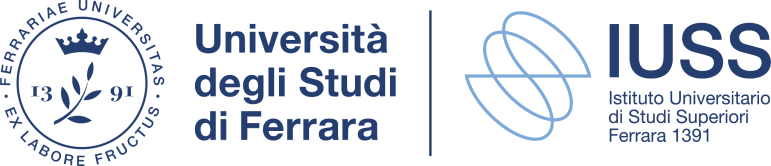 FERRARIAE UNIVERSITAS
13 91
· EX LABORE FRUCTUS ·
Università
degli Studi
di Ferrara
IUSS
Istituto Universitario
di Studi Superiori
Ferrara 1391